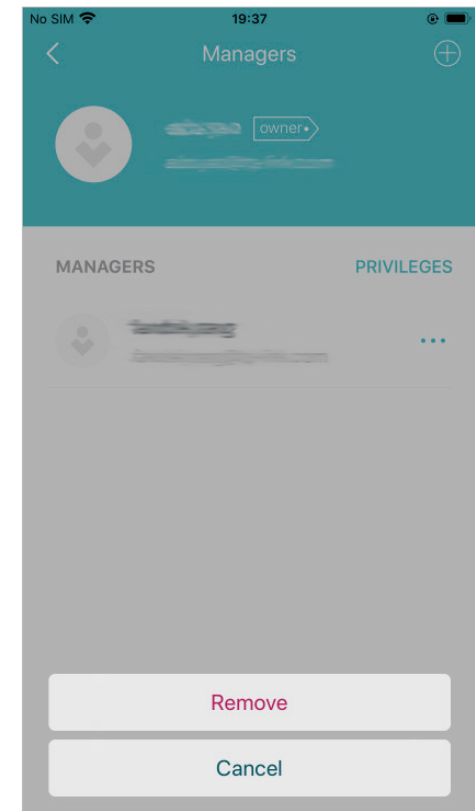 No SIM 19:37
Managers
owner
MANAGERS PRIVILEGES
Remove
Cancel